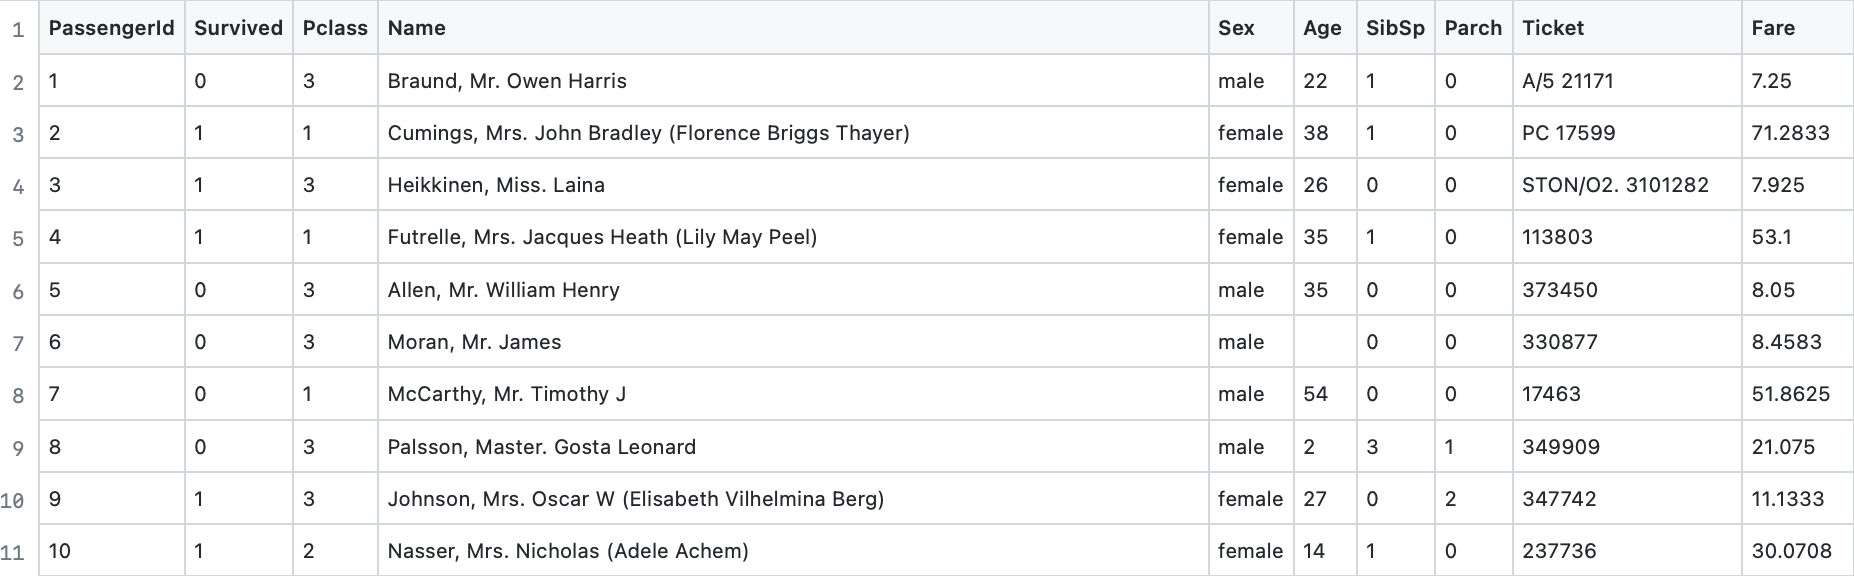 1 PassengerId Survived Pclass Name Sex Age SibSp Parch Ticket Fare
2 1 0 3 Braund, Mr. Owen Harris male 22 1 0 A/5 21171 7.25
3 2 1 1 Cumings, Mrs. John Bradley (Florence Briggs Thayer) female 38 1 0 PC 17599 71.2833
4 3 1 3 Heikkinen, Miss. Laina female 26 0 0 STON/O2. 3101282 7.925
5 4 1 1 Futrelle, Mrs. Jacques Heath (Lily May Peel) female 35 1 0 113803 53.1
6 5 0 3 Allen, Mr. William Henry male 35 0 0 373450 8.05
7 6 0 3 Moran, Mr. James male 0 0 330877 8.4583
8 7 0 1 McCarthy, Mr. Timothy J male 54 0 0 17463 51.8625
9 8 0 3 Palsson, Master. Gosta Leonard male 2 3 1 349909 21.075
10 9 1 3 Johnson, Mrs. Oscar W (Elisabeth Vilhelmina Berg) female 27 0 2 347742 11.1333
11 10 1 2 Nasser, Mrs. Nicholas (Adele Achem) female 14 1 0 237736 30.0708